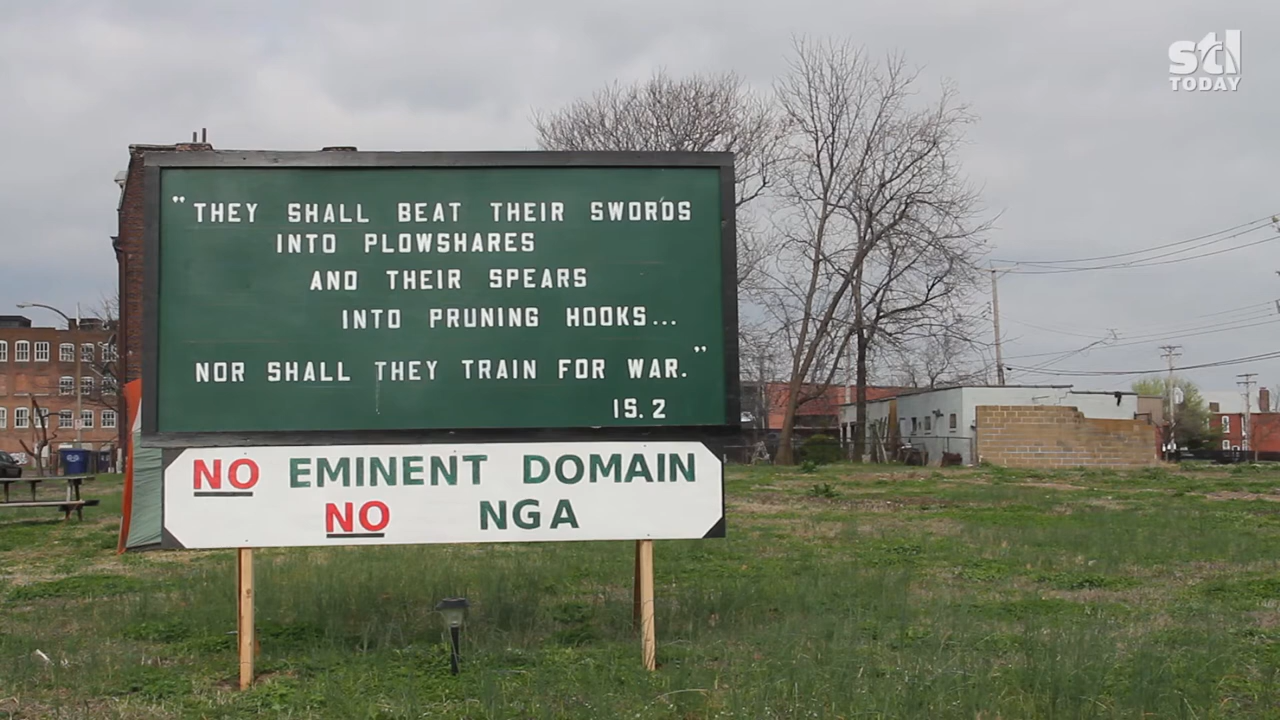 stl
TODAY
"THEY SHALL BEAT THEIR SWORDS
INTO PLOWSHARES
AND THEIR SPEARS
INTO PRUNING HOOKS...
NOR SHALL THEY TRAIN FOR WAR."
IS. 2
NO EMINENT DOMAIN
NO NGA